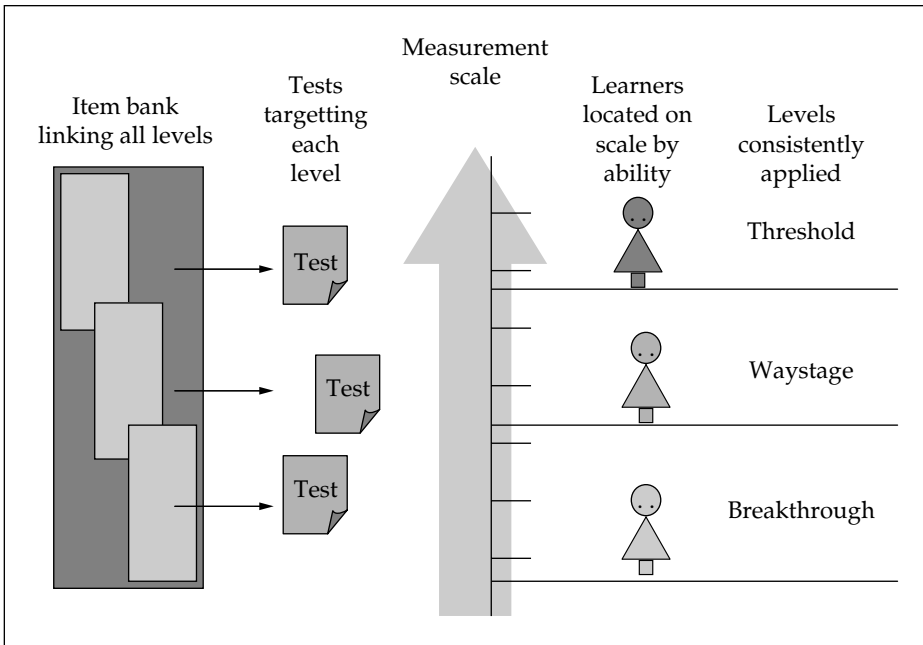 Item bank
linking all levels
Tests
targetting
each
level
Measurement
scale
Learners
located on
scale by
ability
Levels
consistently
applied
Test
Test
Test
Threshold
Waystage
Breakthrough